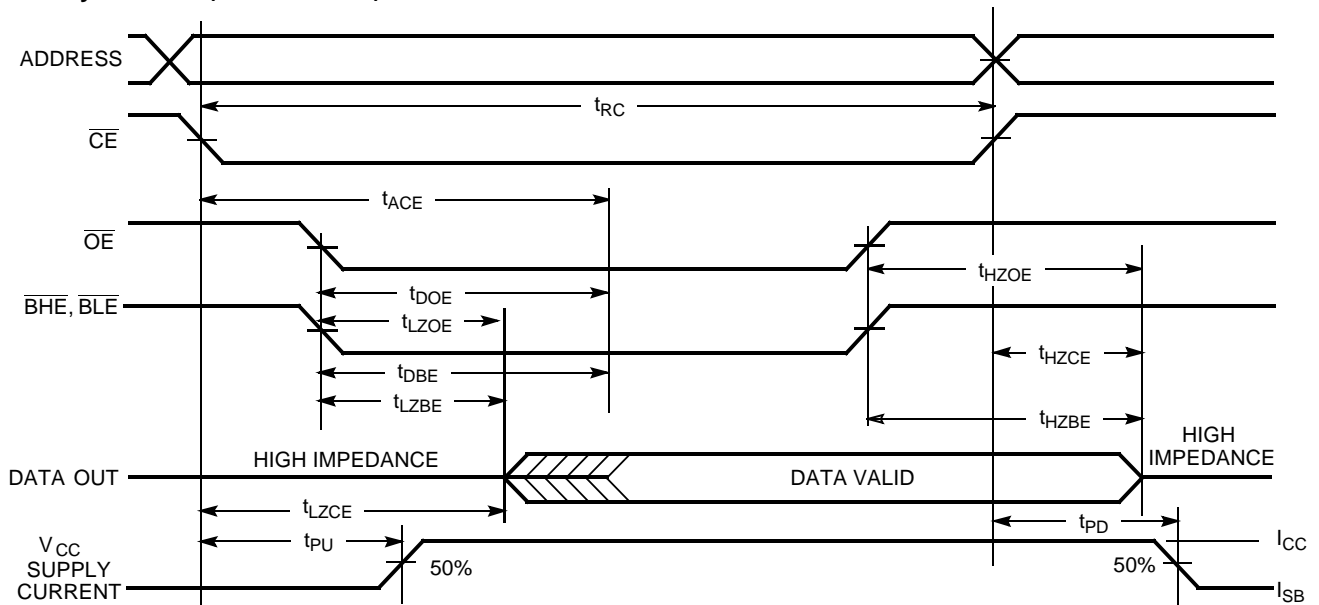 ADDRESS
tRC
CE
tACE
OE
tHZOE
tDOE
BHE, BLE
tLZOE
tHZCE
tDBE
tLZBE
tHZBE
HIGH
IMPEDANCE
HIGH IMPEDANCE
DATA OUT
DATA VALID
tLZCE
tPD
tPU
VCC
SUPPLY
CURRENT
50%
50%
ICC
ISB